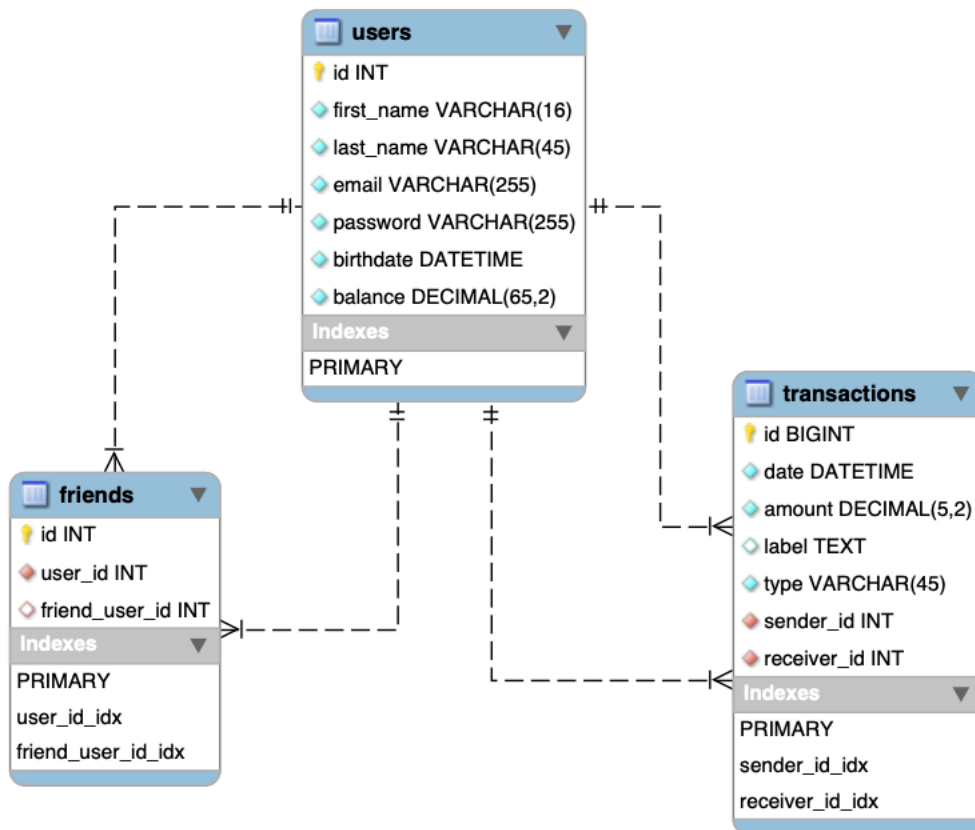 users
id INT
first_name VARCHAR(16)
last_name VARCHAR(45)
email VARCHAR(255)
password VARCHAR(255)
birthdate DATETIME
balance DECIMAL(65,2)
Indexes
PRIMARY
friends
id INT
user_id INT
friend_user_id INT
Indexes
PRIMARY
user_id_idx
friend_user_id_idx
transactions
id BIGINT
date DATETIME
amount DECIMAL(5,2)
label TEXT
type VARCHAR(45)
sender_id INT
receiver_id INT
Indexes
PRIMARY
sender_id_idx
receiver_id_idx